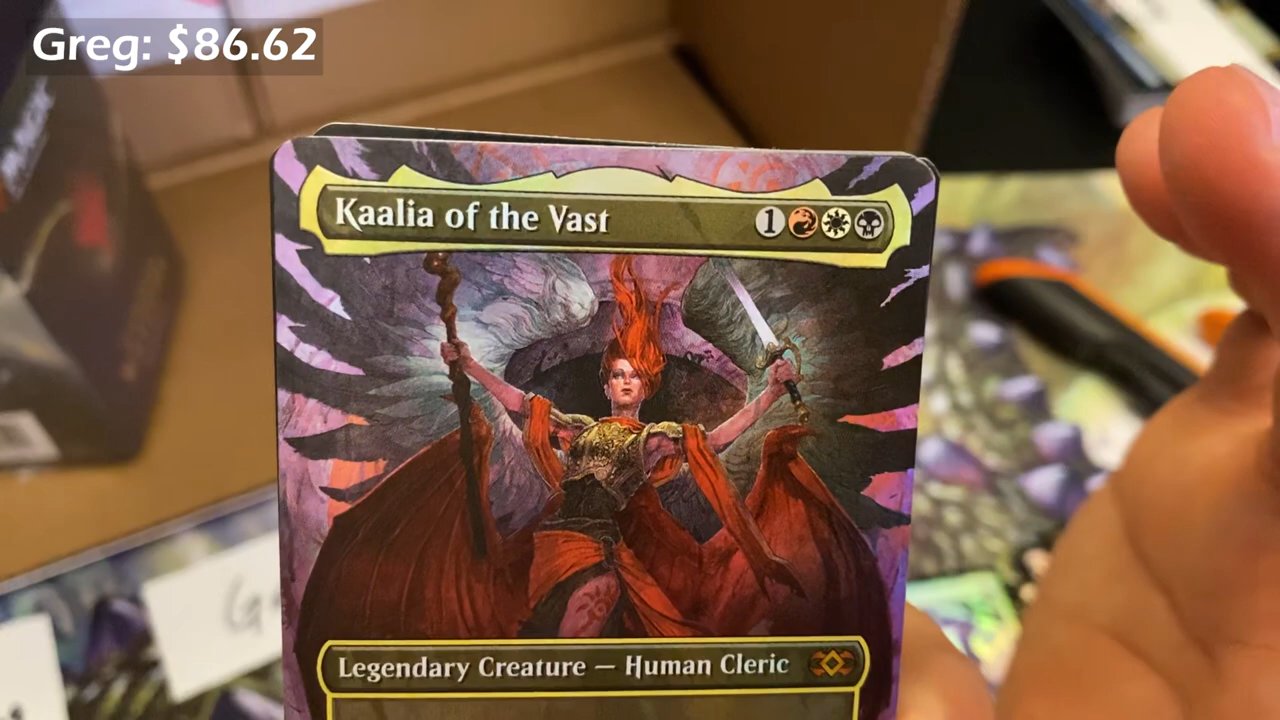 Greg: $86.62
Kaalia of the Vast
1
Legendary Creature — Human Cleric
G